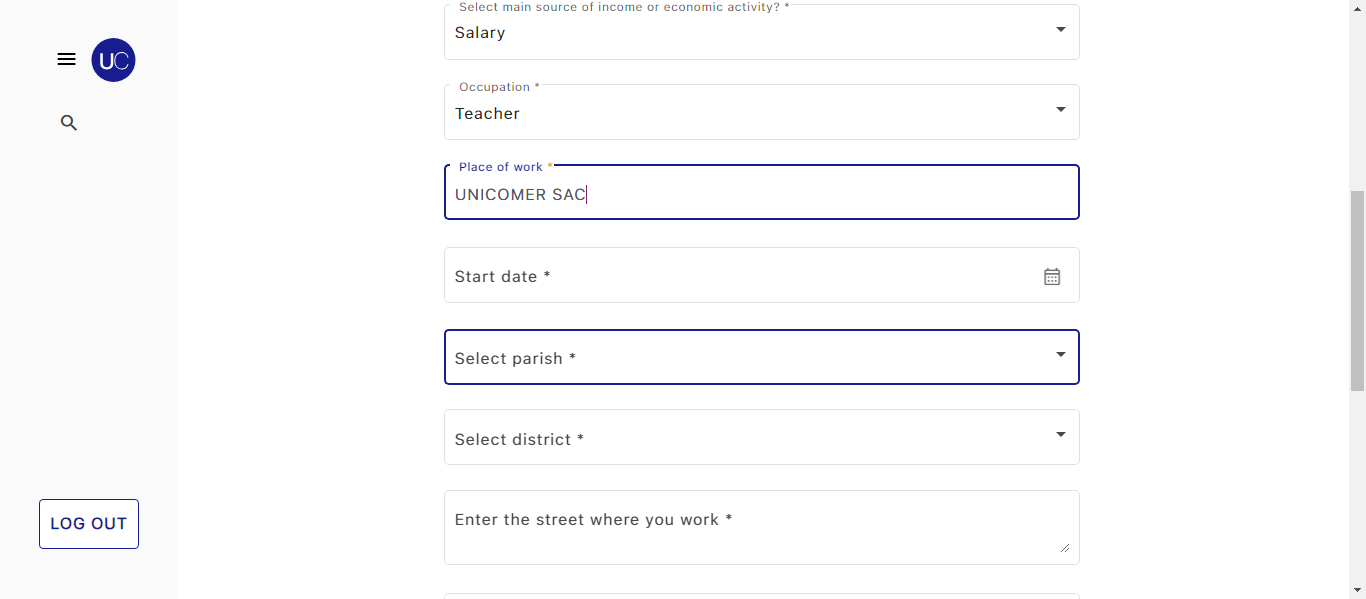 Select main source of income or economic activity? *
Salary
UC
Occupation *
Teacher
Place of work *
UNICOMER SAC
Start date *
Select parish *
Select district *
Enter the street where you work *
LOG OUT